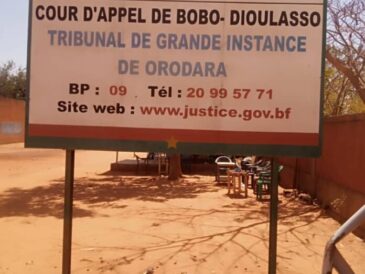 COUR D'APPEL DE BOBO- DIOULASSO
TRIBUNAL DE GRANDE INSTANCE
DE ORODARA
BP : 09 Tél : 20 99 57 71
Site web : www.justice.gov.bf